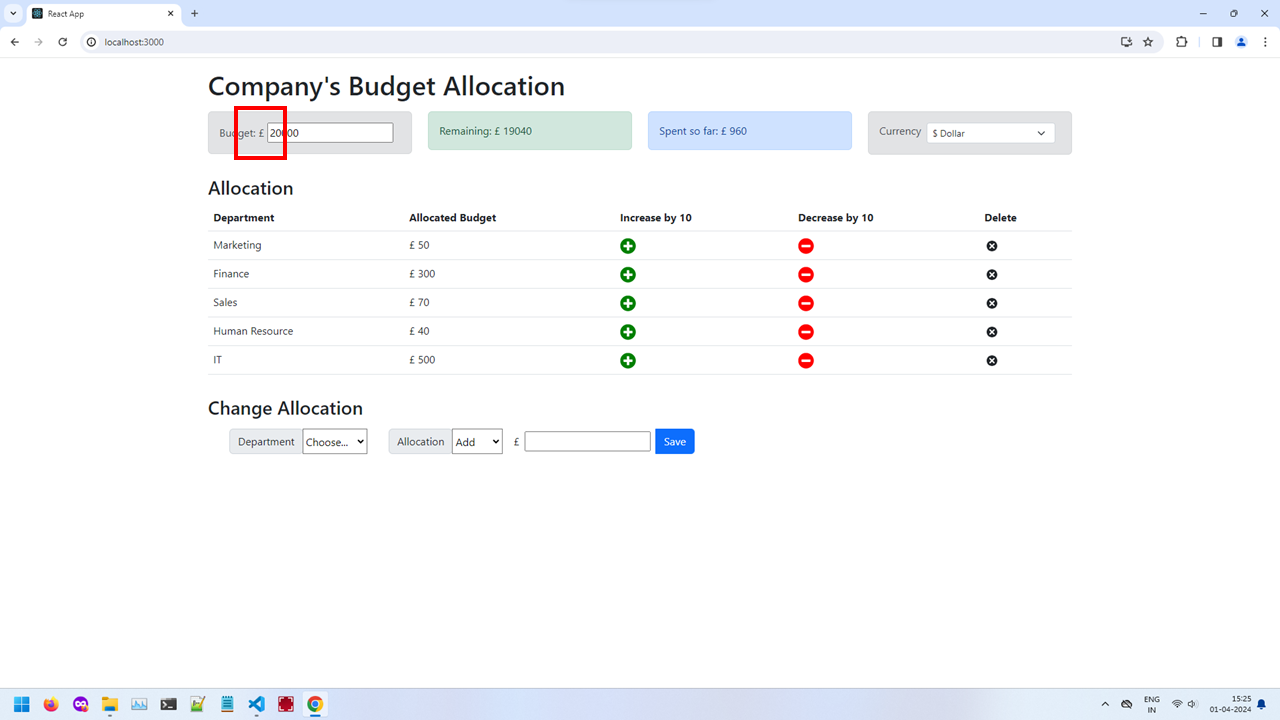 React App
localhost:3000
Company's Budget Allocation
Budget: £ 20000
Remaining: £ 19040
Spent so far: £ 960
Currency $ Dollar
Allocation
Department Allocated Budget Increase by 10 Decrease by 10 Delete
Marketing £ 50
Finance £ 300
Sales £ 70
Human Resource £ 40
IT £ 500
Change Allocation
Department Choose... Allocation Add £ Save
ENG 15:25
IN 01-04-2024